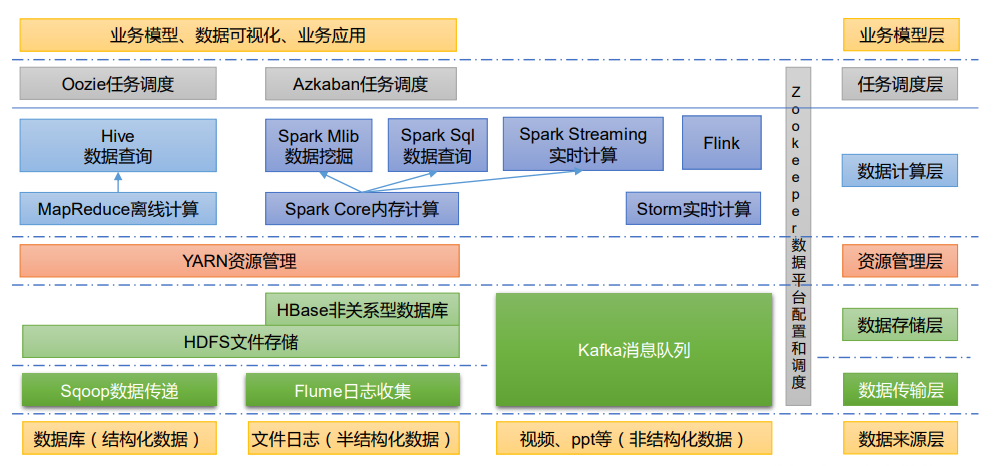 业务模型、数据可视化、业务应用
业务模型层
Oozie任务调度
Azkaban任务调度
任务调度层
Zookeeper数据平台配置和调度
Hive
数据查询
Spark Mlib
数据挖掘
Spark Sql
数据查询
Spark Streaming
实时计算
Flink
数据计算层
MapReduce离线计算
Spark Core内存计算
Storm实时计算
YARN资源管理
资源管理层
HBase非关系型数据库
HDFS文件存储
Kafka消息队列
数据存储层
Sqoop数据传递
Flume日志收集
数据传输层
数据库（结构化数据）
文件日志（半结构化数据）
视频、ppt等（非结构化数据）
数据来源层